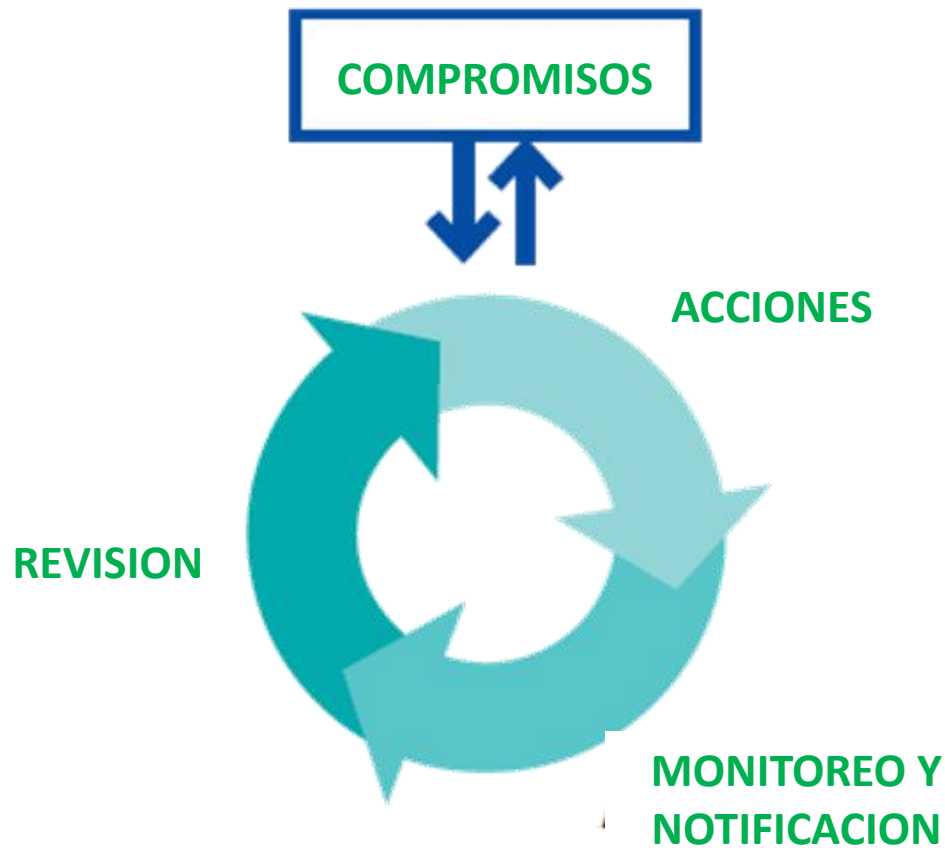 COMPROMISOS
ACCIONES
REVISION
MONITOREO Y
NOTIFICACION